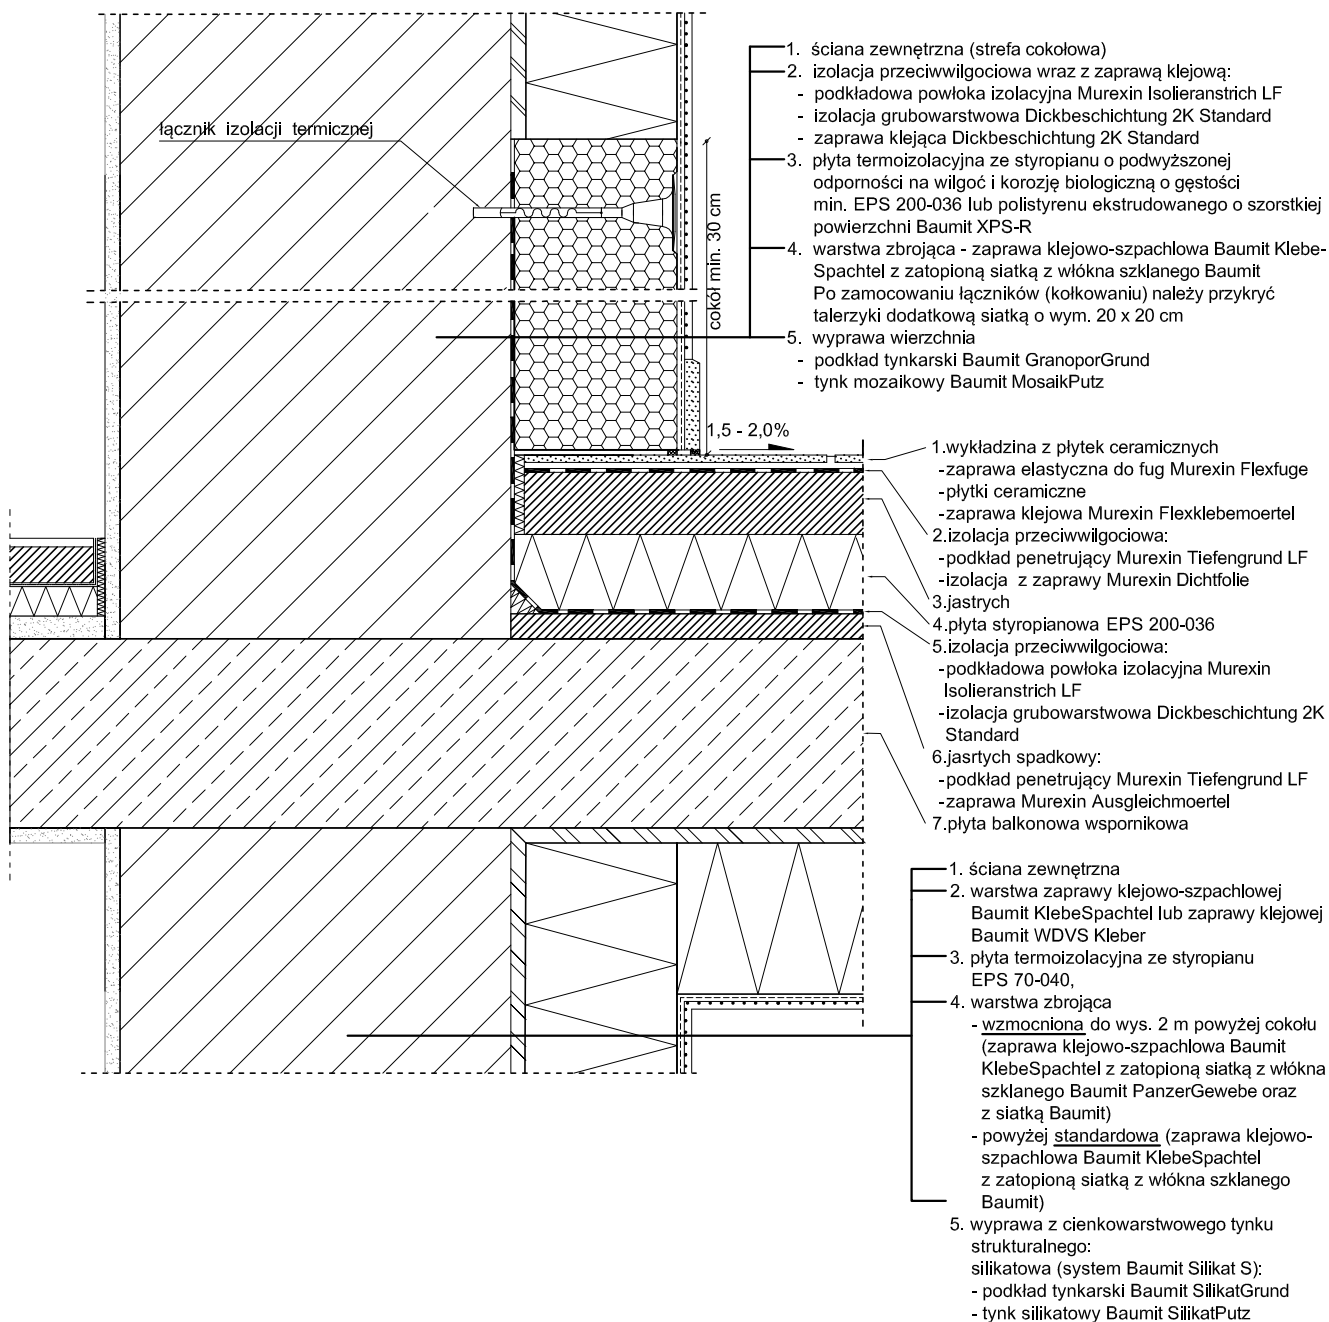 łącznik izolacji termicznej
cokół min. 30 cm
1,5 - 2,0%
1. ściana zewnętrzna (strefa cokołowa)
2. izolacja przeciwwilgociowa wraz z zaprawą klejową:
- podkładowa powłoka izolacyjna Murexin Isolieranstrich LF
- izolacja grubowarstwowa Dickbeschichtung 2K Standard
- zaprawa klejąca Dickbeschichtung 2K Standard
3. płyta termoizolacyjna ze styropianu o podwyższonej
odporności na wilgoć i korozję biologiczną o gęstości
min. EPS 200-036 lub polistyrenu ekstrudowanego o szorstkiej
powierzchni Baumit XPS-R
4. warstwa zbrojąca - zaprawa klejowo-szpachlowa Baumit Klebe-
Spachtel z zatopioną siatką z włókna szklanego Baumit
Po zamocowaniu łączników (kołkowaniu) należy przykryć
talerzyki dodatkową siatką o wym. 20 x 20 cm
5. wyprawa wierzchnia
- podkład tynkarski Baumit GranoporGrund
- tynk mozaikowy Baumit MosaikPutz
1.wykładzina z płytek ceramicznych
-zaprawa elastyczna do fug Murexin Flexfuge
-płytki ceramiczne
-zaprawa klejowa Murexin Flexklebemoertel
2.izolacja przeciwwilgociowa:
-podkład penetrujący Murexin Tiefengrund LF
-izolacja z zaprawy Murexin Dichtfolie
3.jastrych
4.płyta styropianowa EPS 200-036
5.izolacja przeciwwilgociowa:
-podkładowa powłoka izolacyjna Murexin
Isolieranstrich LF
-izolacja grubowarstwowa Dickbeschichtung 2K
Standard
6.jasrtych spadkowy:
-podkład penetrujący Murexin Tiefengrund LF
-zaprawa Murexin Ausgleichmoertel
7.płyta balkonowa wspornikowa
1. ściana zewnętrzna
2. warstwa zaprawy klejowo-szpachlowej
Baumit KlebeSpachtel lub zaprawy klejowej
Baumit WDVS Kleber
3. płyta termoizolacyjna ze styropianu
EPS 70-040,
4. warstwa zbrojąca
- wzmocniona do wys. 2 m powyżej cokołu
(zaprawa klejowo-szpachlowa Baumit
KlebeSpachtel z zatopioną siatką z włókna
szklanego Baumit PanzerGewebe oraz
z siatką Baumit)
- powyżej standardowa (zaprawa klejowo-
szpachlowa Baumit KlebeSpachtel
z zatopioną siatką z włókna szklanego
Baumit)
5. wyprawa z cienkowarstwowego tynku
strukturalnego:
silikatowa (system Baumit Silikat S):
- podkład tynkarski Baumit SilikatGrund
- tynk silikatowy Baumit SilikatPutz